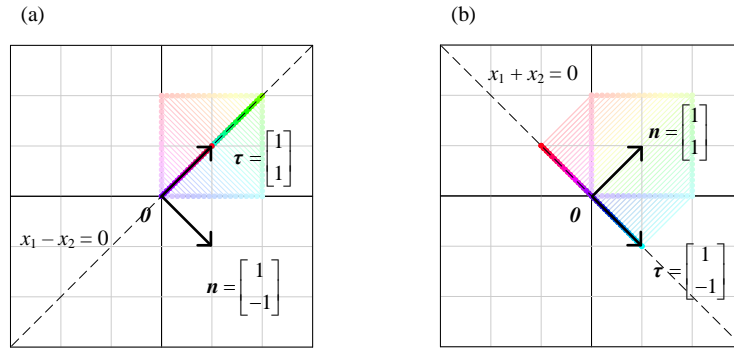 (a)
τ = [1 1]
0
x₁ – x₂ = 0
n = [1 -1]
(b)
x₁ + x₂ = 0
n = [1 1]
0
τ = [1 -1]